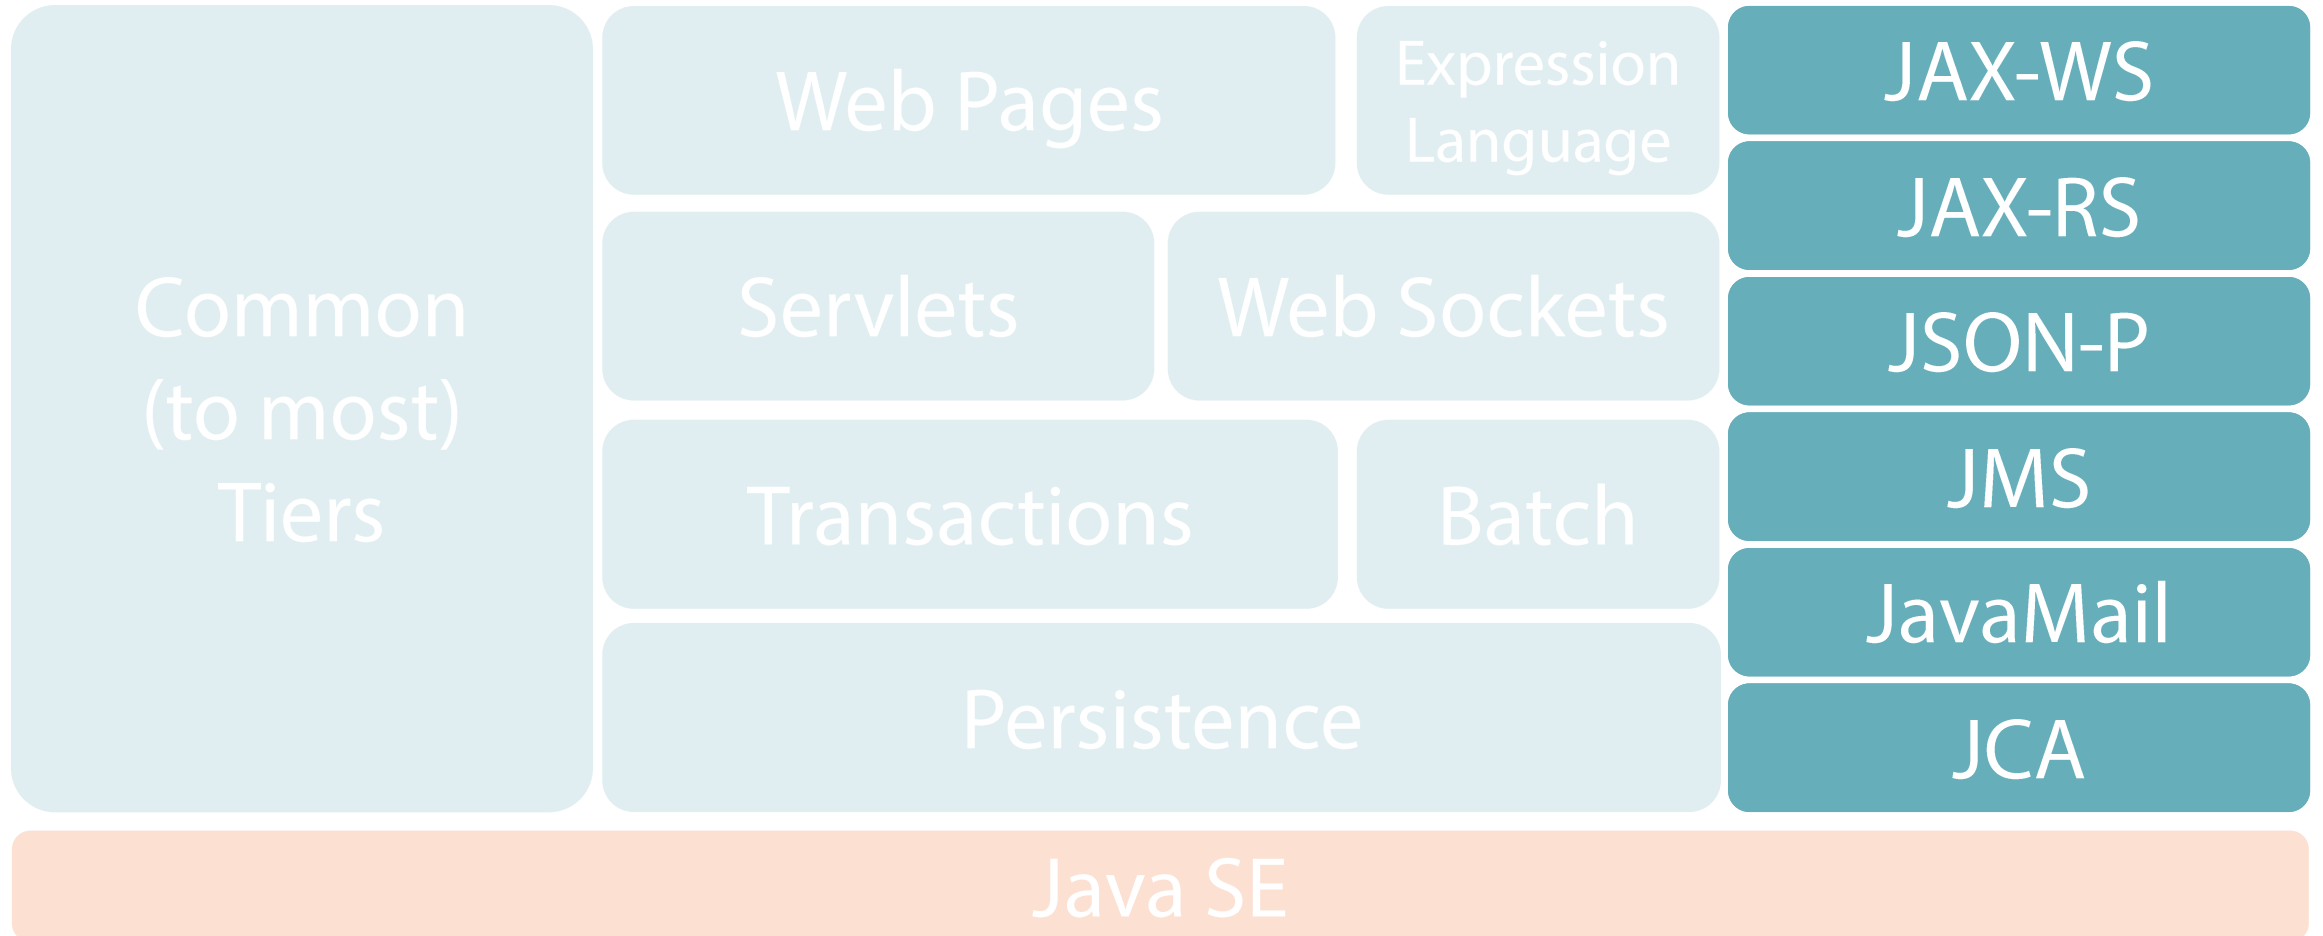 Common
(to most)
Tiers
Web Pages
Expression
Language
Servlets
Web Sockets
Transactions
Batch
Persistence
JAX-WS
JAX-RS
JSON-P
JMS
JavaMail
JCA
Java SE